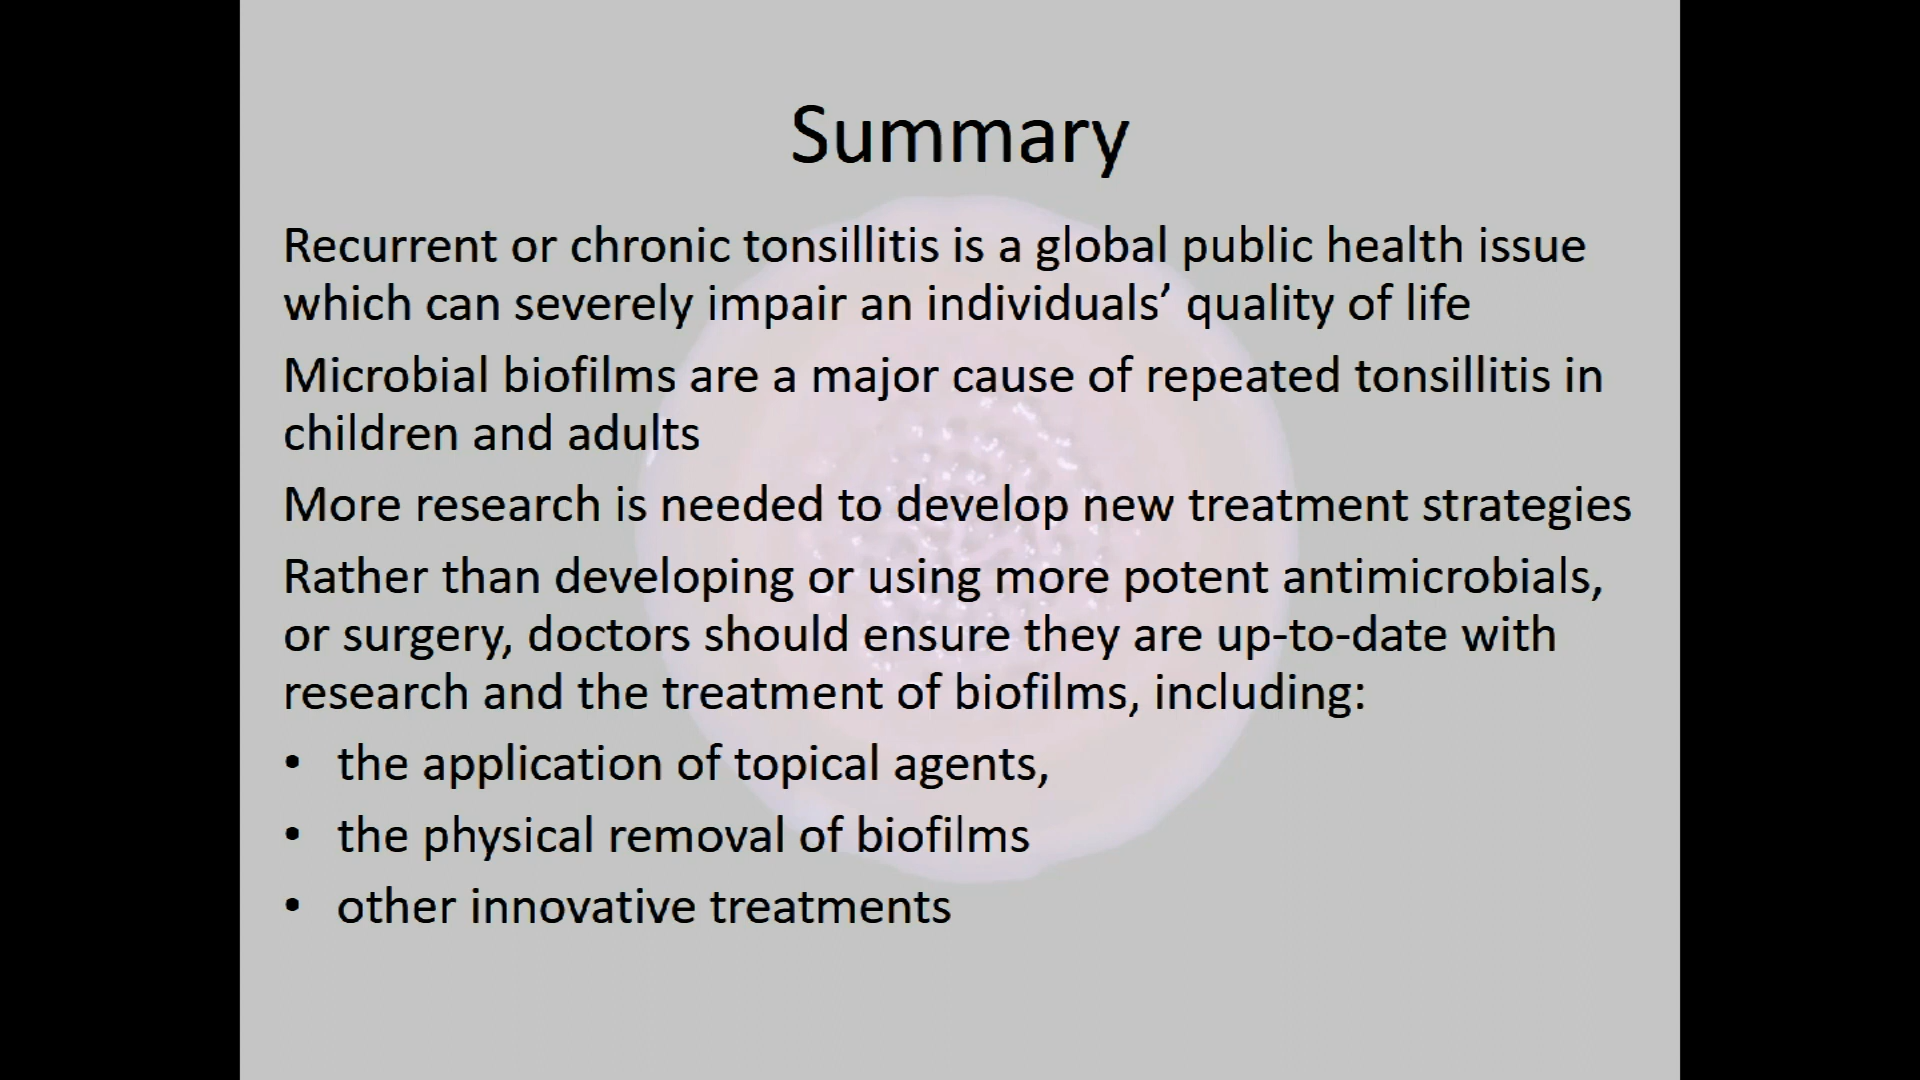 Summary
Recurrent or chronic tonsillitis is a global public health issue
which can severely impair an individuals’ quality of life
Microbial biofilms are a major cause of repeated tonsillitis in
children and adults
More research is needed to develop new treatment strategies
Rather than developing or using more potent antimicrobials,
or surgery, doctors should ensure they are up-to-date with
research and the treatment of biofilms, including:
• the application of topical agents,
• the physical removal of biofilms
• other innovative treatments